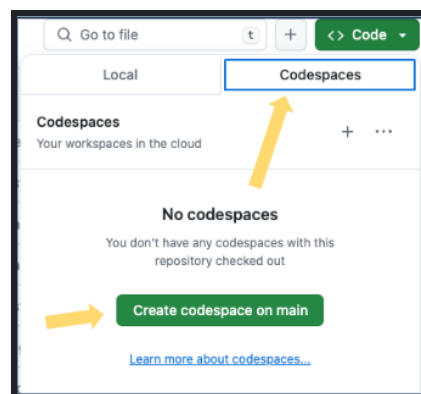 Go to file t + <> Code
Local Codespaces
Codespaces + ...
Your workspaces in the cloud
No codespaces
You don't have any codespaces with this
repository checked out
Create codespace on main
Learn more about codespaces...